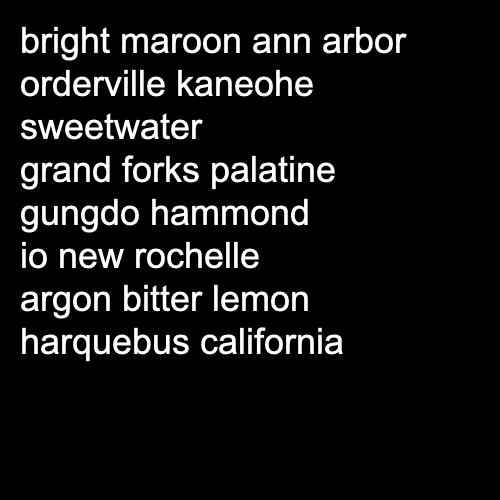 bright maroon ann arbor
orderville kaneohe
sweetwater
grand forks palatine
gungdo hammond
io new rochelle
argon bitter lemon
harquebus california